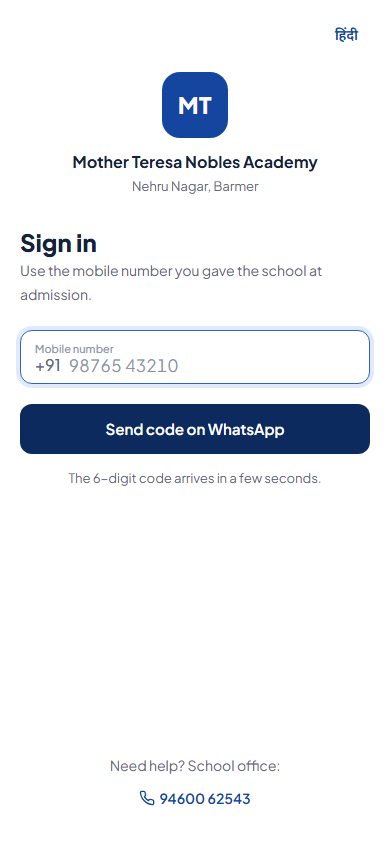 हिंदी
MT
Mother Teresa Nobles Academy
Nehru Nagar, Barmer
Sign in
Use the mobile number you gave the school at
admission.
Mobile number
+91 98765 43210
Send code on WhatsApp
The 6-digit code arrives in a few seconds.
Need help? School office:
94600 62543